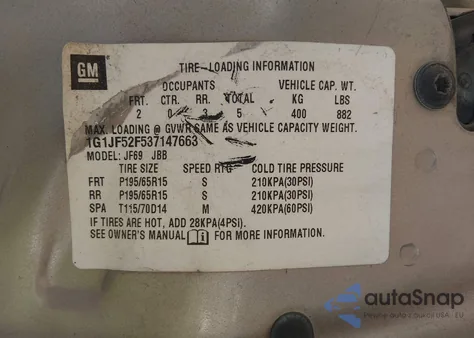 GM
TIRE-LOADING INFORMATION
OCCUPANTS VEHICLE CAP. WT.
FRT. CTR. RR. TOTAL KG LBS
2 0 3 5 400 882
MAX. LOADING @ GVWR SAME AS VEHICLE CAPACITY WEIGHT.
1G1JF52F537147663
MODEL: JF69 JBB
TIRE SIZE SPEED RTG COLD TIRE PRESSURE
FRT P195/65R15 S 210KPA(30PSI)
RR P195/65R15 S 210KPA(30PSI)
SPA T115/70D14 M 420KPA(60PSI)
IF TIRES ARE HOT, ADD 28KPA(4PSI).
SEE OWNER'S MANUAL FOR MORE INFORMATION.
autoSnap